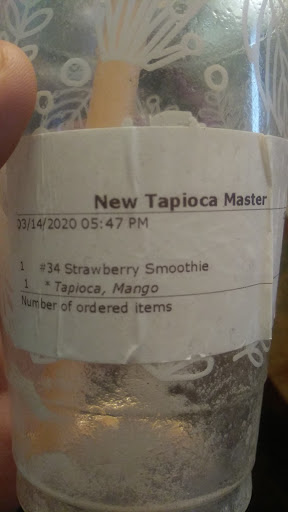 New Tapioca Master
03/14/2020 05:47 PM
1 #34 Strawberry Smoothie
1 * Tapioca, Mango
Number of ordered items